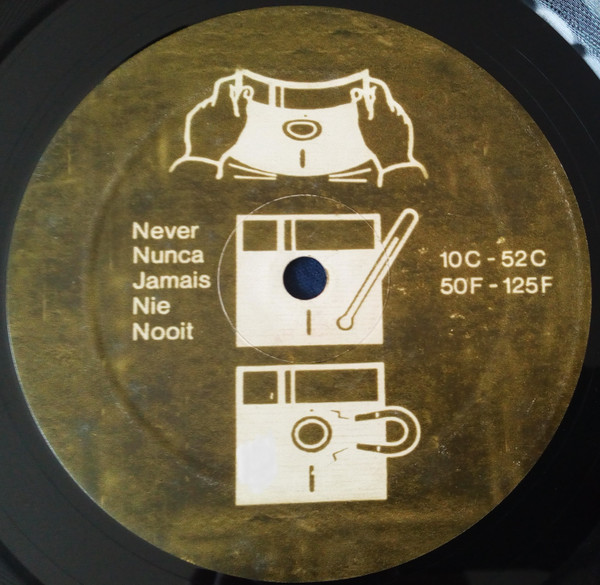 Never
Nunca
Jamais
Nie
Nooit
10C - 52C
50F - 125F